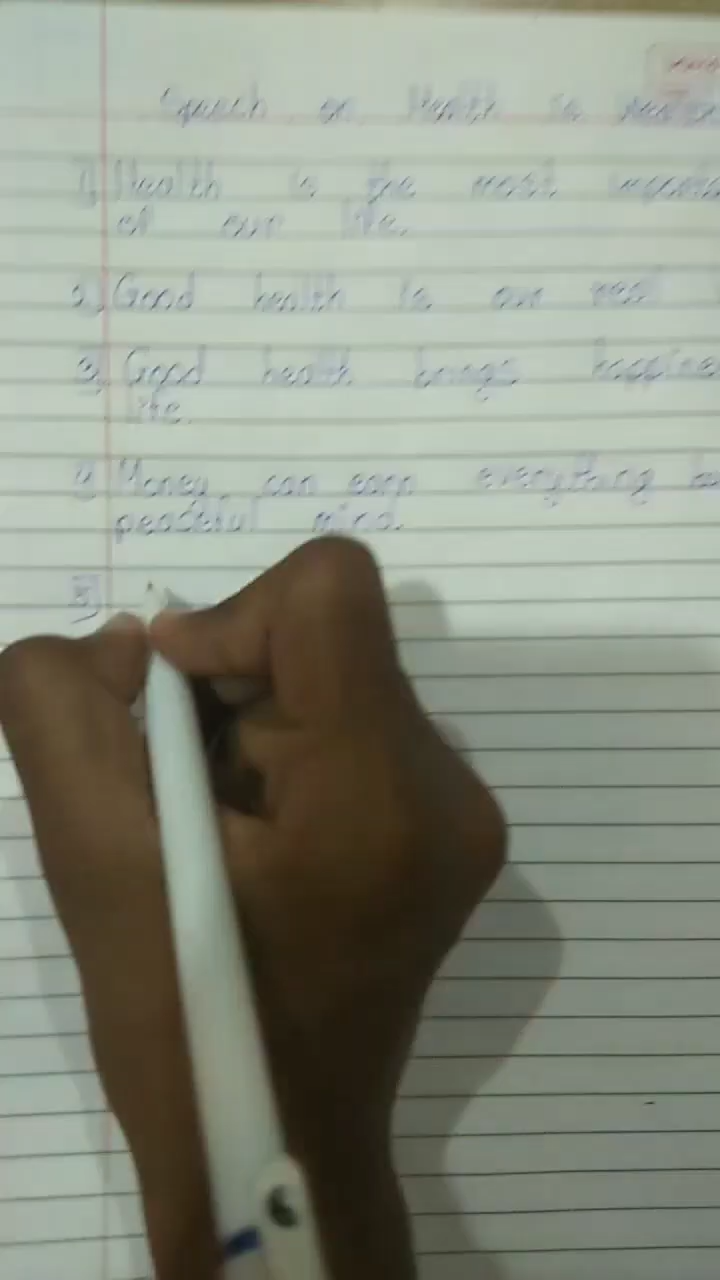 Speech on Health is
1) Health is the most
of our life.
2) Good health is our real
3) Good health brings
life.
4) Money can earn everything
peaceful mind.
5)